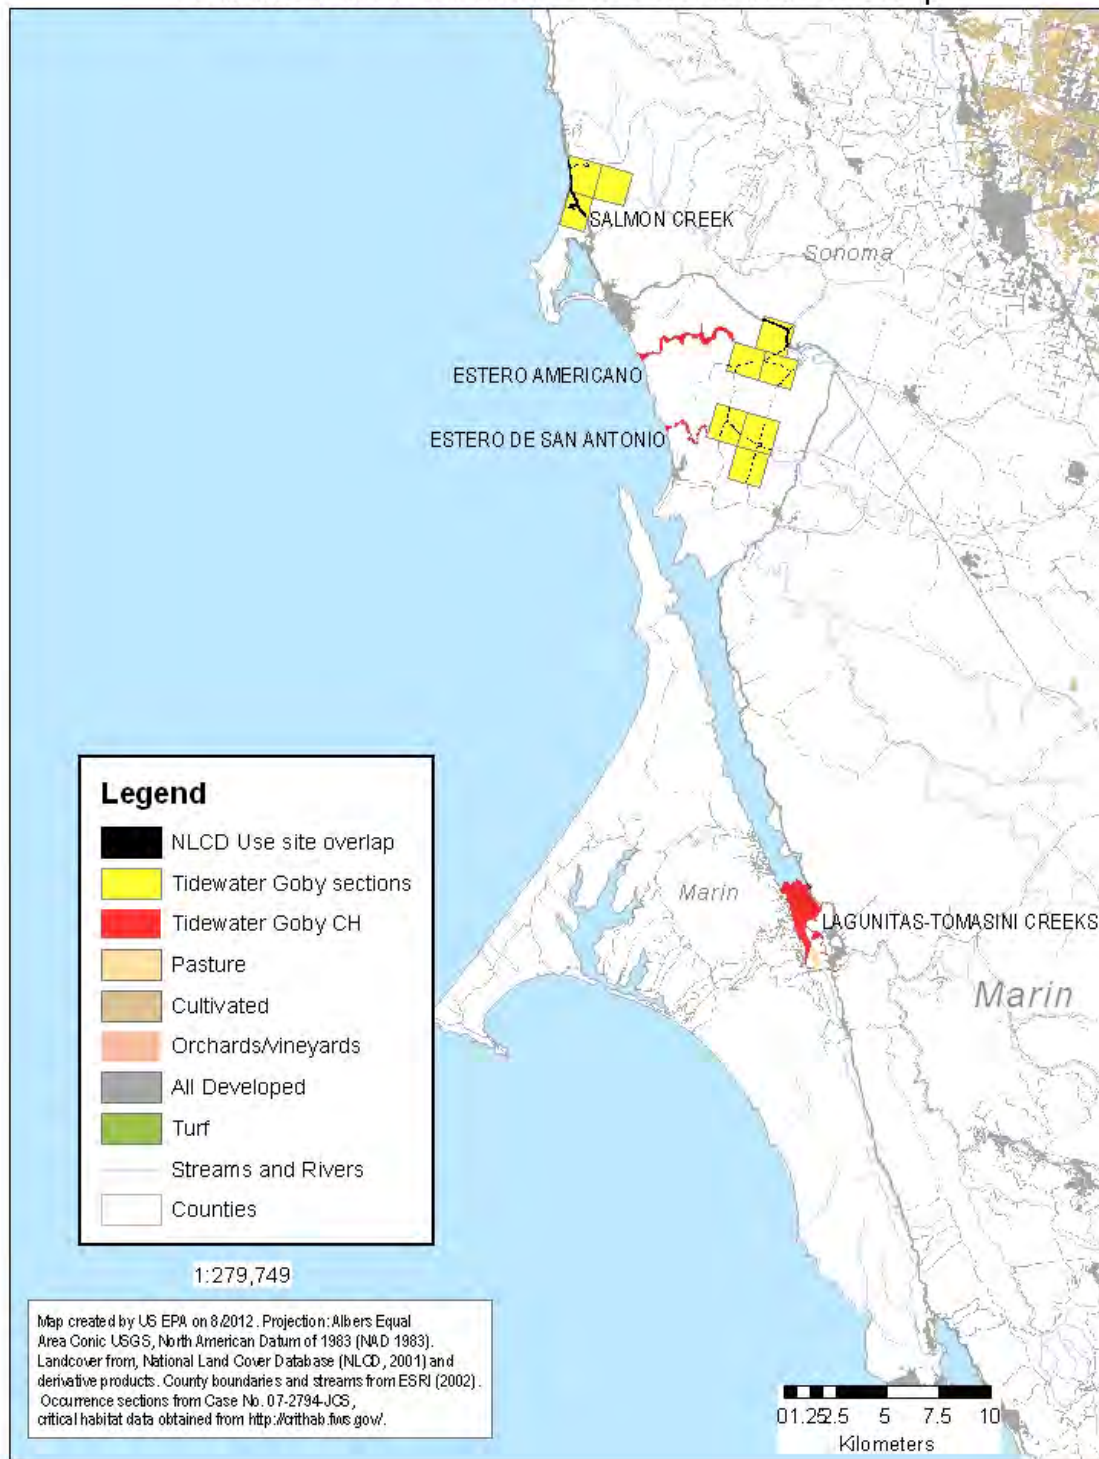 SALMON CREEK
Sonoma
ESTERO AMERICANO
ESTERO DE SAN ANTONIO
Legend
NLCD Use site overlap
Tidewater Goby sections
Tidewater Goby CH
Pasture
Cultivated
Orchards/vineyards
All Developed
Turf
Streams and Rivers
Counties
Marin
LAGUNITAS-TOMASINI CREEKS
Marin
1:279,749
Map created by US EPA on 8/2012. Projection: Albers Equal
Area Conic USGS, North American Datum of 1983 (NAD 1983).
Landcover from, National Land Cover Database (NLCD, 2001) and
derivative products. County boundaries and streams from ESRI (2002).
Occurrence sections from Case No. 07-2794-JCS,
critical habitat data obtained from http://crithab.fws.gov/.
0 1.25 2.5 5 7.5 10
Kilometers